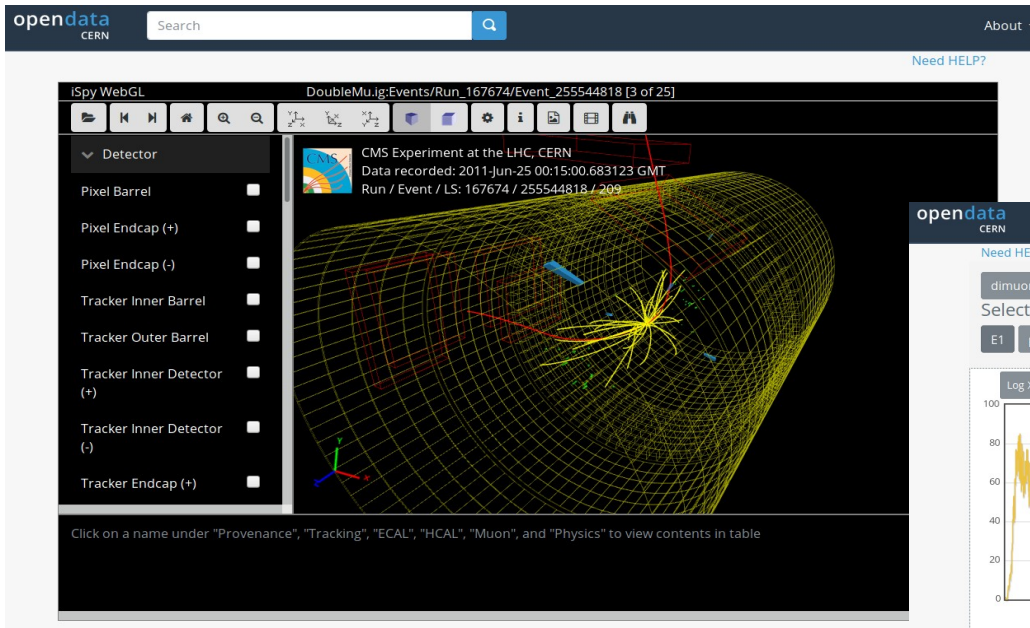 opendata
CERN
Search
About
Need HELP?
iSpy WebGL
DoubleMu.ig:Events/Run_167674/Event_255544818 [3 of 25]
Detector
Pixel Barrel
Pixel Endcap (+)
Pixel Endcap (-)
Tracker Inner Barrel
Tracker Outer Barrel
Tracker Inner Detector
(+)
Tracker Inner Detector
(-)
Tracker Endcap (+)
CMS
CMS Experiment at the LHC, CERN
Data recorded: 2011-Jun-25 00:15:00.683123 GMT
Run / Event / LS: 167674 / 255544818 / 209
Click on a name under "Provenance", "Tracking", "ECAL", "HCAL", "Muon", and "Physics" to view contents in table
opendata
CERN
Need HE
dimuo
Select
E1
Log
100
80
60
40
20
0